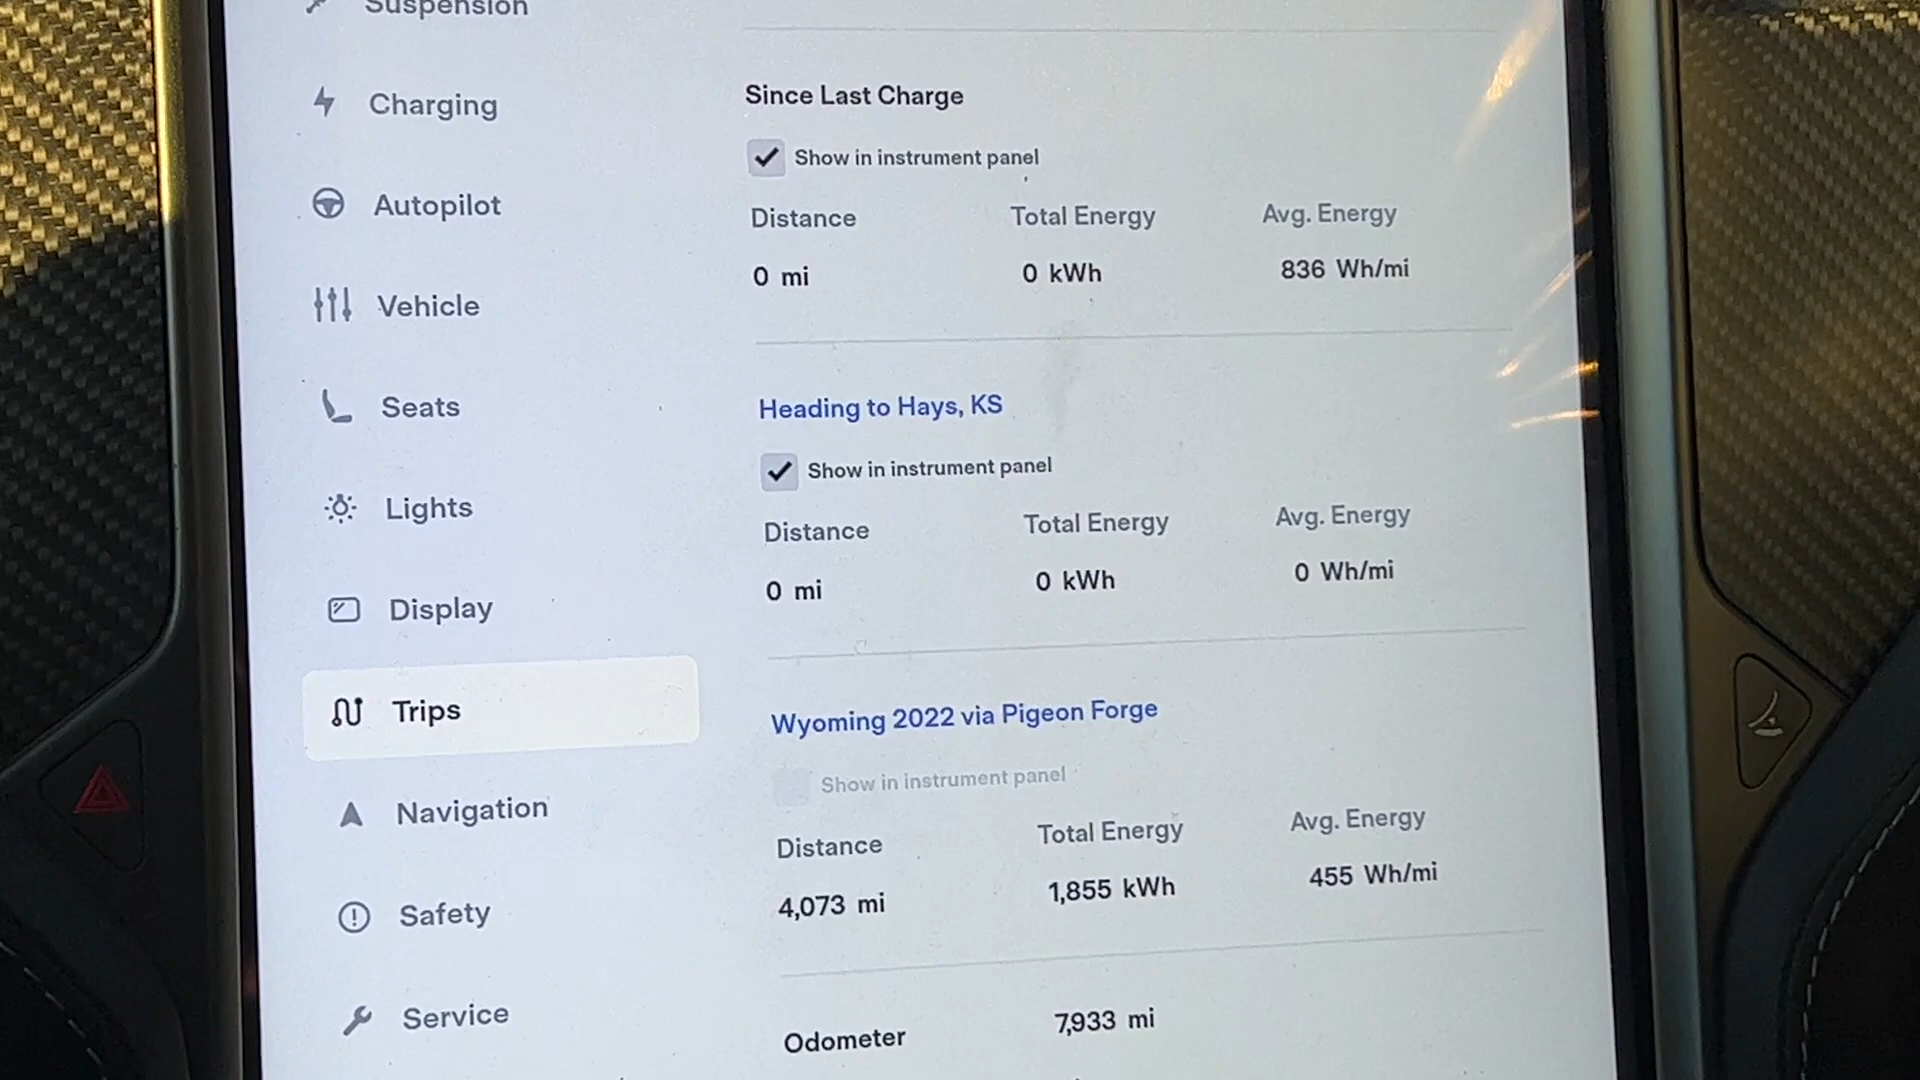 Suspension
Charging
Autopilot
Vehicle
Seats
Lights
Display
Trips
Navigation
Safety
Service
Since Last Charge
Show in instrument panel
Distance Total Energy Avg. Energy
0 mi 0 kWh 836 Wh/mi
Heading to Hays, KS
Show in instrument panel
Distance Total Energy Avg. Energy
0 mi 0 kWh 0 Wh/mi
Wyoming 2022 via Pigeon Forge
Show in instrument panel
Distance Total Energy Avg. Energy
4,073 mi 1,855 kWh 455 Wh/mi
Odometer 7,933 mi